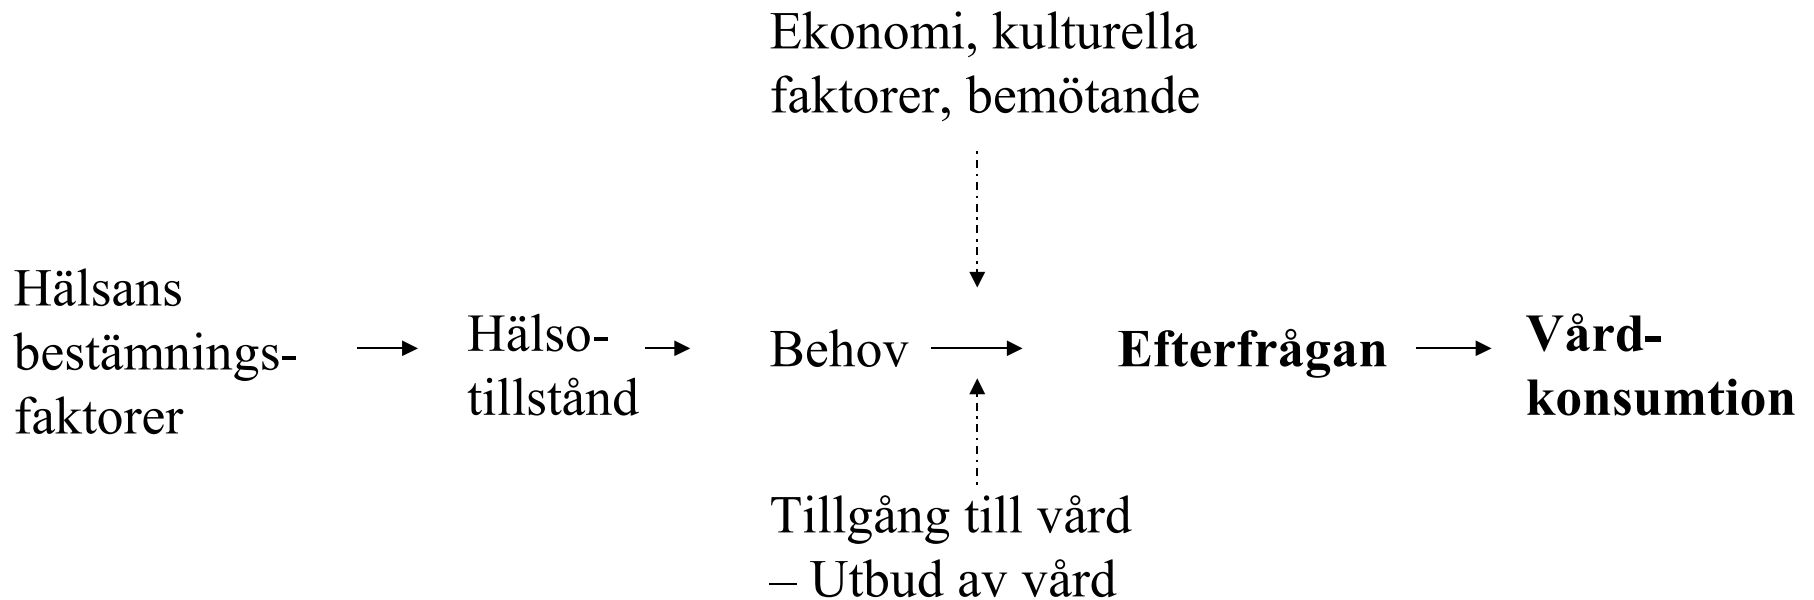 Ekonomi, kulturella
faktorer, bemötande
Hälsans
bestämnings-
faktorer
Hälso-
tillstånd
Behov
Efterfrågan
Vård-
konsumtion
Tillgång till vård
– Utbud av vård